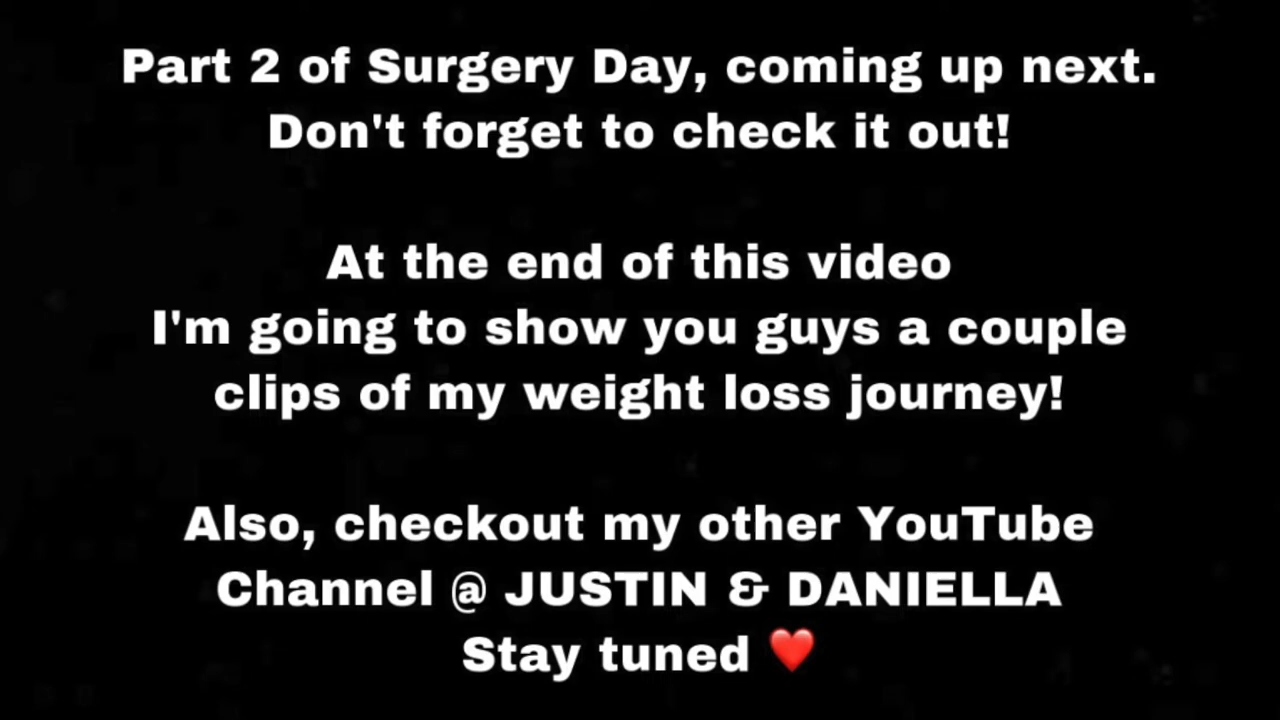 Part 2 of Surgery Day, coming up next.
Don't forget to check it out!
At the end of this video
I'm going to show you guys a couple
clips of my weight loss journey!
Also, checkout my other YouTube
Channel @ JUSTIN & DANIELLA
Stay tuned ❤️